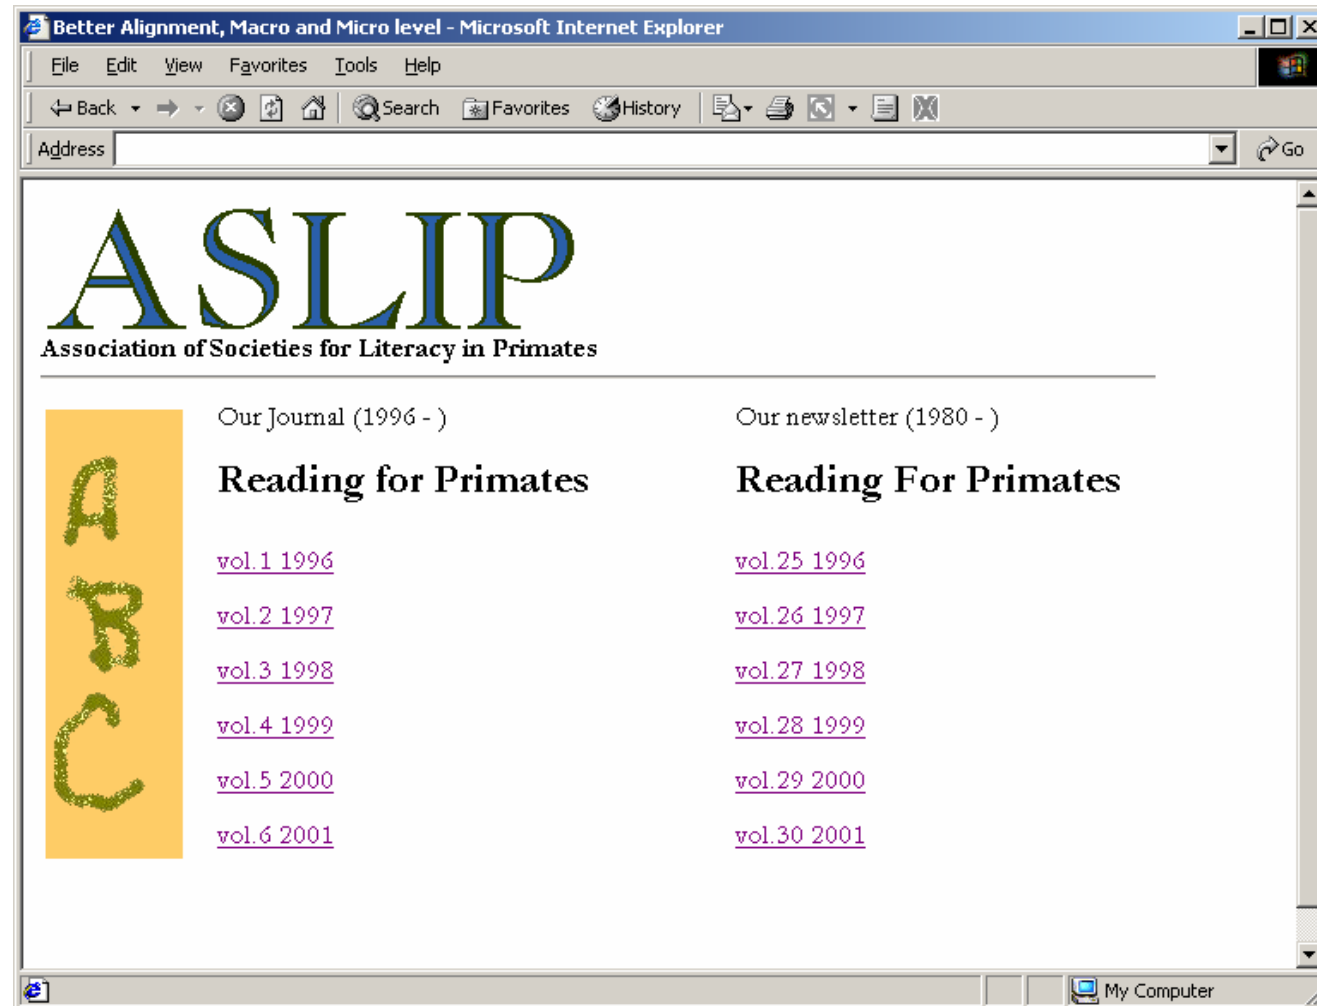 Better Alignment, Macro and Micro level - Microsoft Internet Explorer
File Edit View Favorites Tools Help
Back Search Favorites History
Address Go
ASLIP
Association of Societies for Literacy in Primates
Our Journal (1996 - ) Our newsletter (1980 - )
Reading for Primates Reading For Primates
A
B
C
vol.1 1996 vol.25 1996
vol.2 1997 vol.26 1997
vol.3 1998 vol.27 1998
vol.4 1999 vol.28 1999
vol.5 2000 vol.29 2000
vol.6 2001 vol.30 2001
My Computer